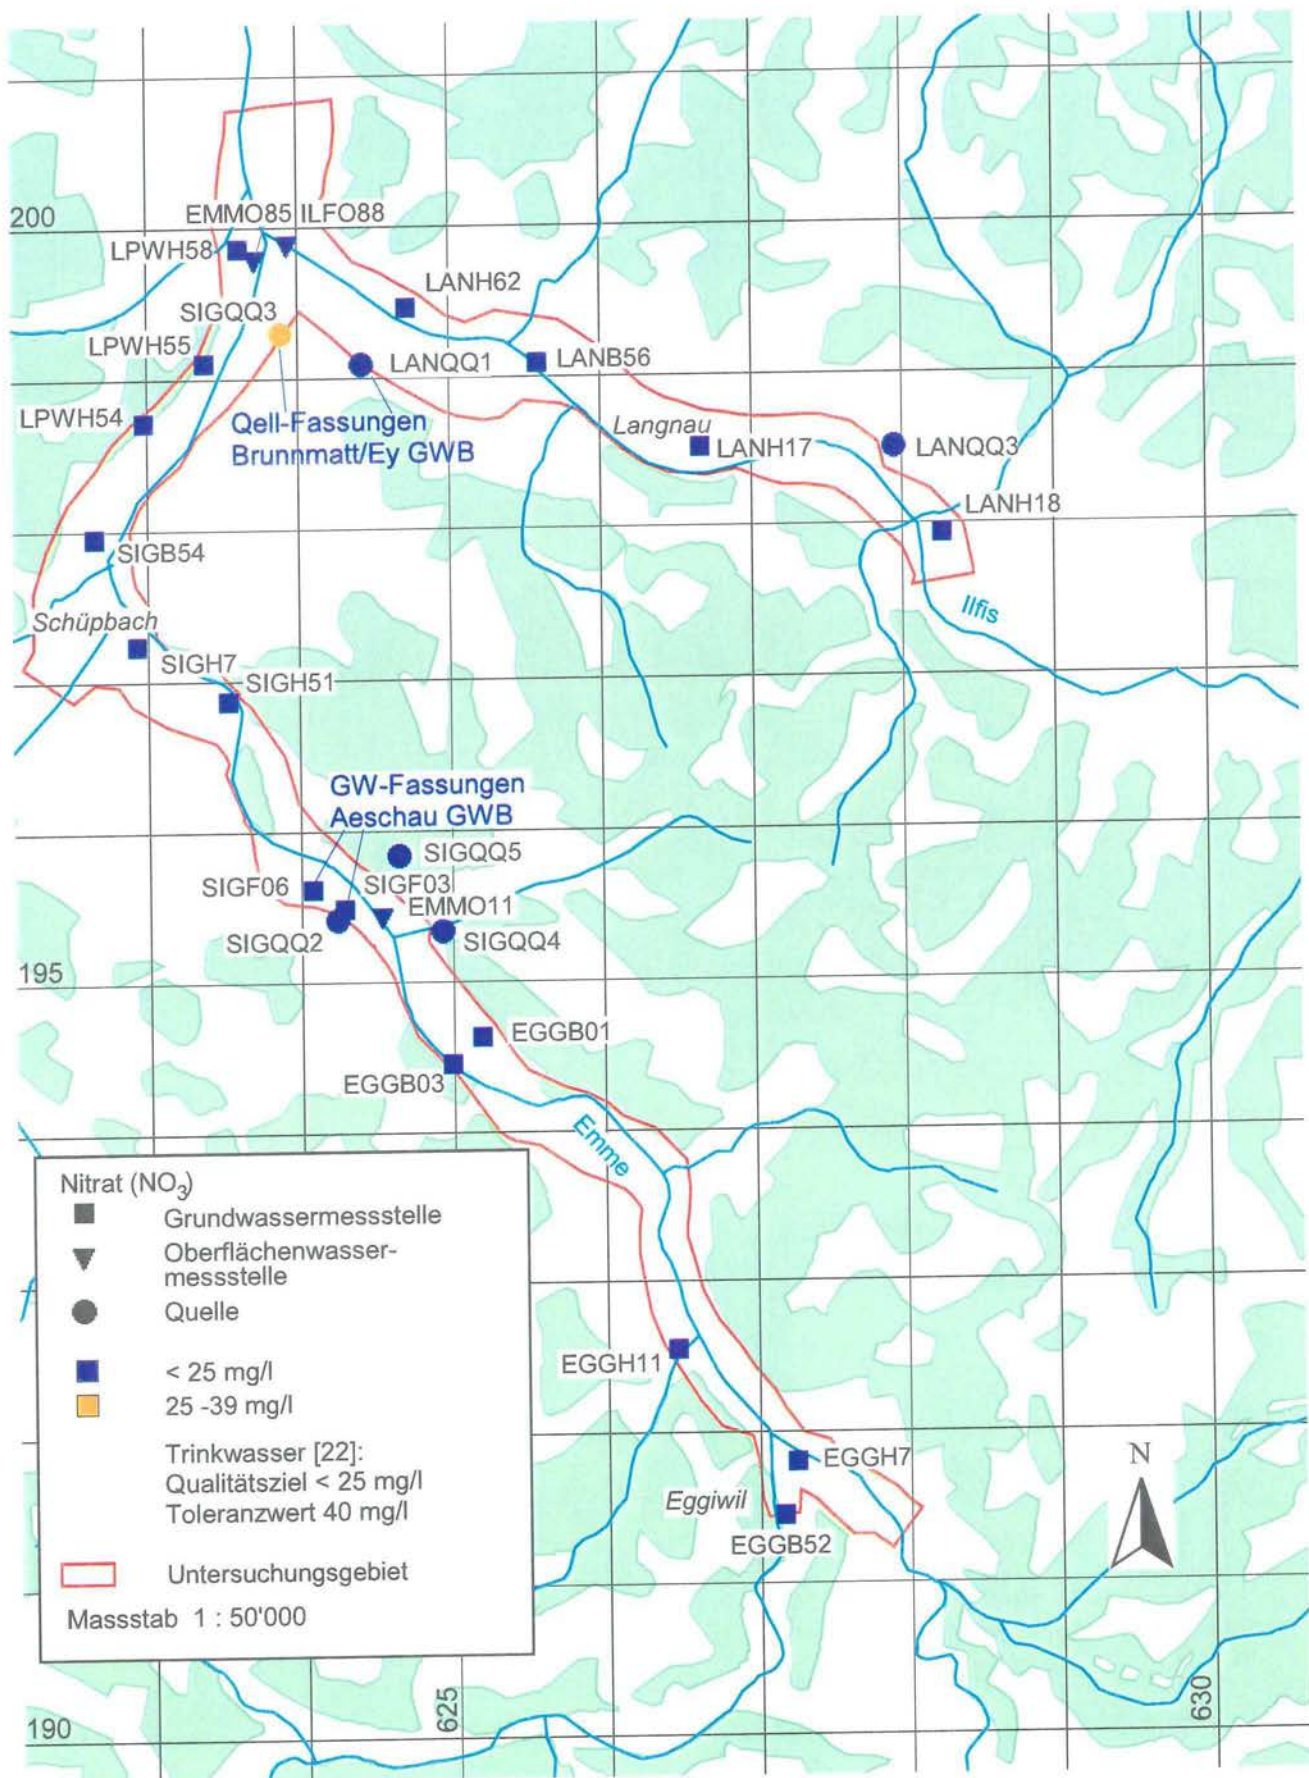 200
EMMO85
ILFO88
LPWH58
LANH62
SIGQQ3
LPWH55
LANQQ1
LANB56
LPWH54
Qell-Fassungen
Brunnmatt/Ey GWB
Langnau
LANH17
LANQQ3
LANH18
SIGB54
Ilfis
Schüpbach
SIGH7
SIGH51
GW-Fassungen
Aeschau GWB
SIGQQ5
SIGF06
SIGF03
EMMO11
SIGQQ2
SIGQQ4
195
EGGB01
EGGB03
Emme
Nitrat (NO3)
Grundwassermessstelle
Oberflächenwasser-
messstelle
Quelle
< 25 mg/l
25 -39 mg/l
Trinkwasser [22]:
Qualitätsziel < 25 mg/l
Toleranzwert 40 mg/l
Untersuchungsgebiet
Massstab 1 : 50'000
EGGH11
EGGH7
Eggiwil
EGGB52
N
190
625
630